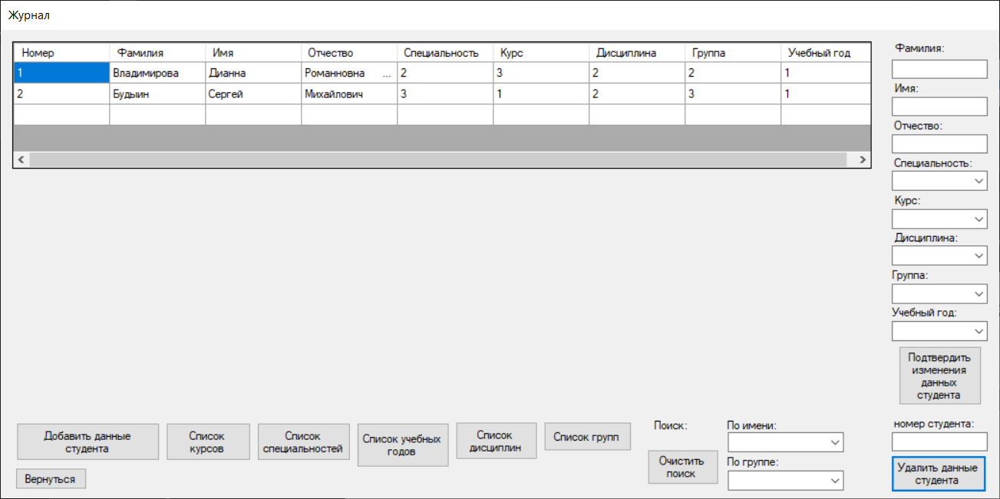 Журнал
Номер Фамилия Имя Отчество Специальность Курс Дисциплина Группа Учебный год
1 Владимирова Дианна Романновна ... 2 3 2 2 1
2 Будыин Сергей Михайлович 3 1 2 3 1
Фамилия:
Имя:
Отчество:
Специальность:
Курс:
Дисциплина:
Группа:
Учебный год:
Подтвердить
изменения
данных
студента
номер студента:
Удалить данные
студента
Добавить данные
студента
Список
курсов
Список
специальностей
Список учебных
годов
Список
дисциплин
Список групп
Поиск:
По имени:
Очистить
поиск
По группе:
Вернуться